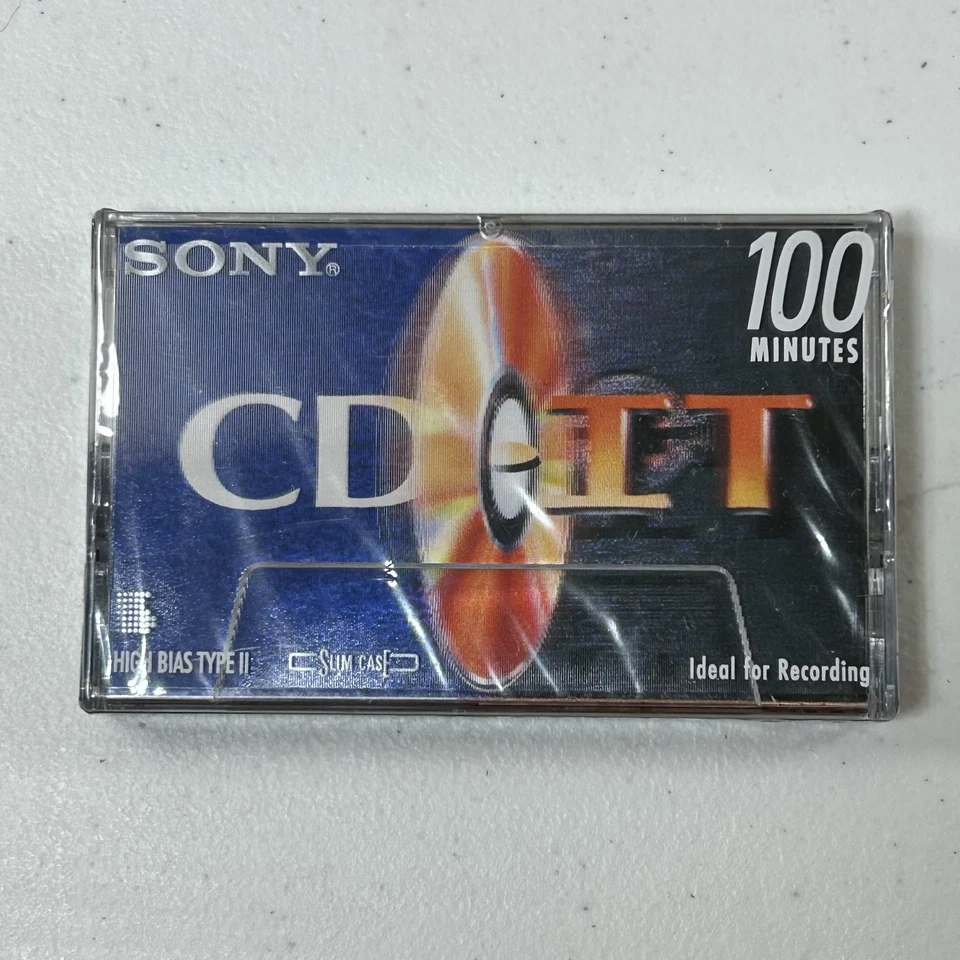 SONY®
100
MINUTES
CD-IT
HIGH BIAS TYPE II
SLIM CASE
Ideal for Recording